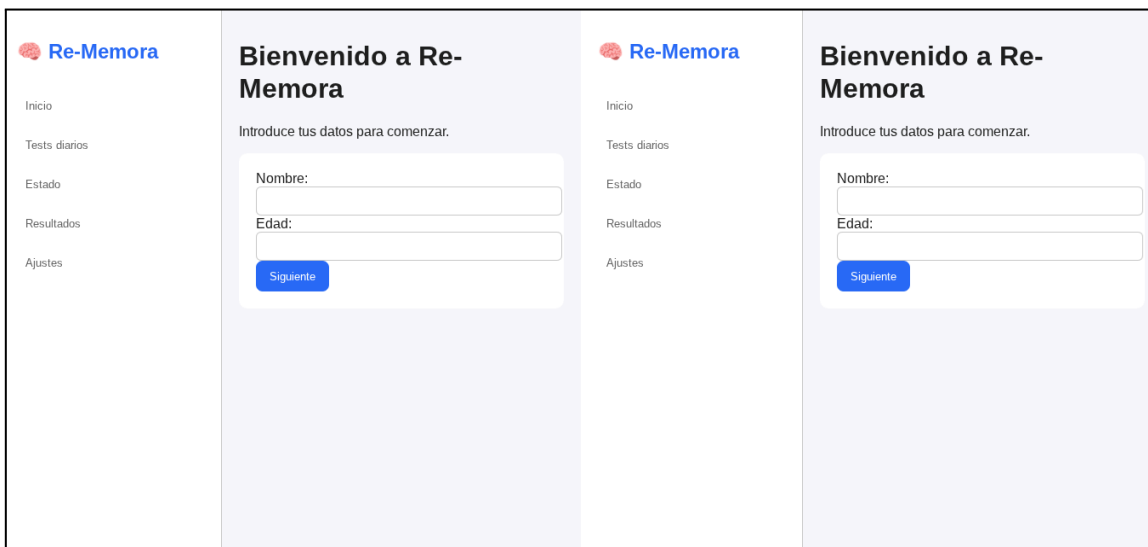 🧠 Re-Memora
Inicio
Tests diarios
Estado
Resultados
Ajustes
Bienvenido a Re-
Memora
Introduce tus datos para comenzar.
Nombre:
Edad:
Siguiente
🧠 Re-Memora
Inicio
Tests diarios
Estado
Resultados
Ajustes
Bienvenido a Re-
Memora
Introduce tus datos para comenzar.
Nombre:
Edad:
Siguiente